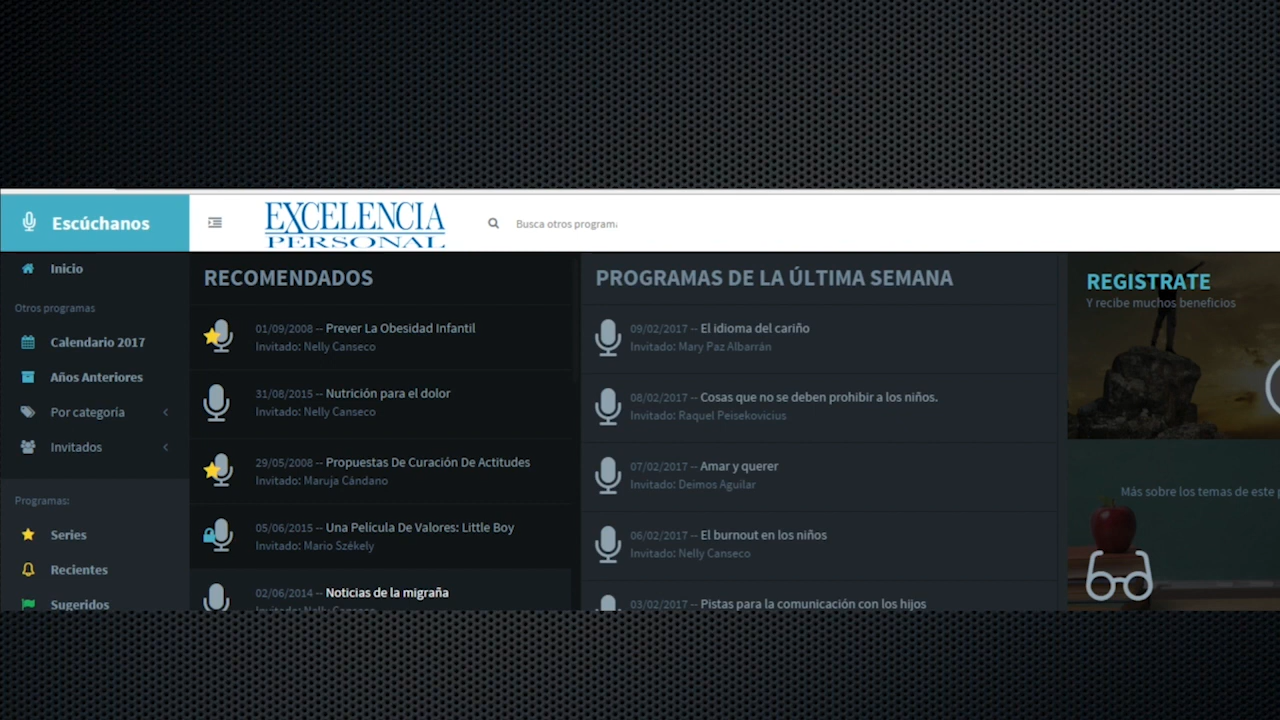 Escúchanos
EXCELENCIA
PERSONAL
Busca otros programa
Inicio
Otros programas
Calendario 2017
Años Anteriores
Por categoría
Invitados
Programas:
Series
Recientes
Sugeridos
RECOMENDADOS
01/09/2008 -- Prever La Obesidad Infantil
Invitado: Nelly Canseco
31/08/2015 -- Nutrición para el dolor
Invitado: Nelly Canseco
29/05/2008 -- Propuestas De Curación De Actitudes
Invitado: Maruja Cándano
05/06/2015 -- Una Película De Valores: Little Boy
Invitado: Mario Székely
02/06/2014 -- Noticias de la migraña
Invitado: Nelly Canseco
PROGRAMAS DE LA ÚLTIMA SEMANA
09/02/2017 -- El idioma del cariño
Invitado: Mary Paz Albarrán
08/02/2017 -- Cosas que no se deben prohibir a los niños.
Invitado: Raquel Peisekovicius
07/02/2017 -- Amar y querer
Invitado: Deimos Aguilar
06/02/2017 -- El burnout en los niños
Invitado: Nelly Canseco
03/02/2017 -- Pistas para la comunicación con los hijos
REGISTRATE
Y recibe muchos beneficios
Más sobre los temas de este